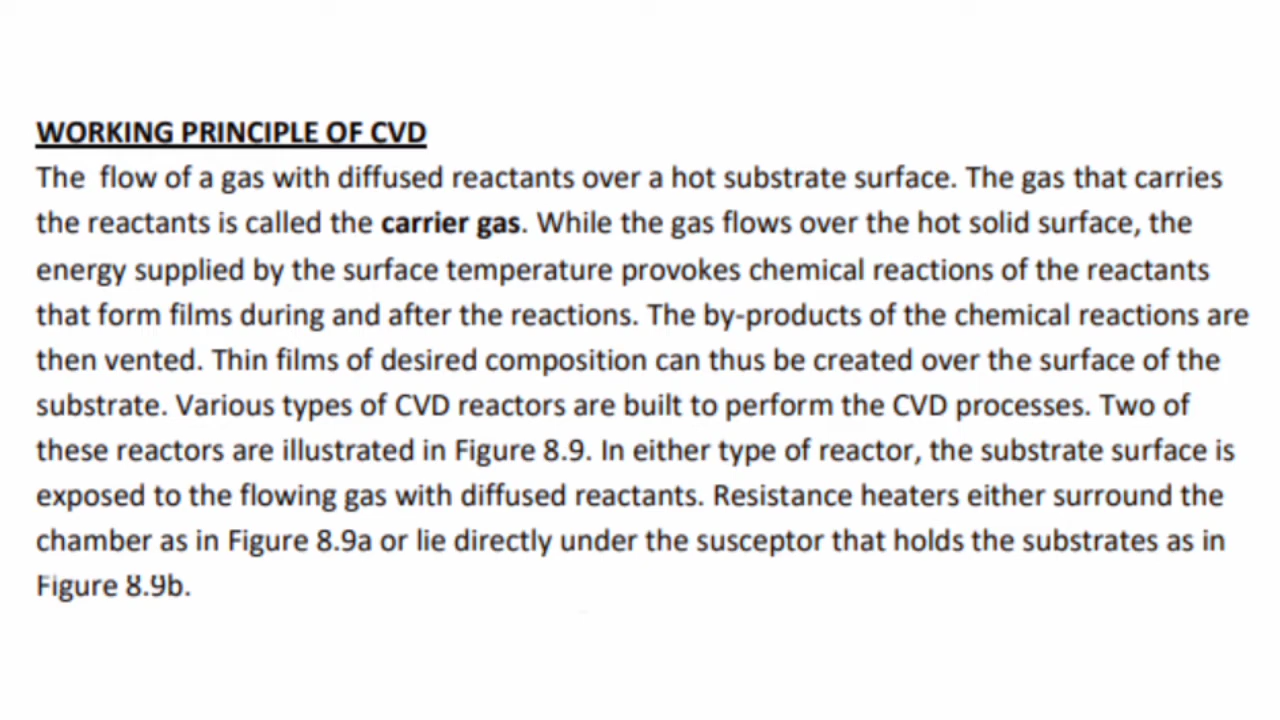 WORKING PRINCIPLE OF CVD
The flow of a gas with diffused reactants over a hot substrate surface. The gas that carries
the reactants is called the carrier gas. While the gas flows over the hot solid surface, the
energy supplied by the surface temperature provokes chemical reactions of the reactants
that form films during and after the reactions. The by-products of the chemical reactions are
then vented. Thin films of desired composition can thus be created over the surface of the
substrate. Various types of CVD reactors are built to perform the CVD processes. Two of
these reactors are illustrated in Figure 8.9. In either type of reactor, the substrate surface is
exposed to the flowing gas with diffused reactants. Resistance heaters either surround the
chamber as in Figure 8.9a or lie directly under the susceptor that holds the substrates as in
Figure 8.9b.